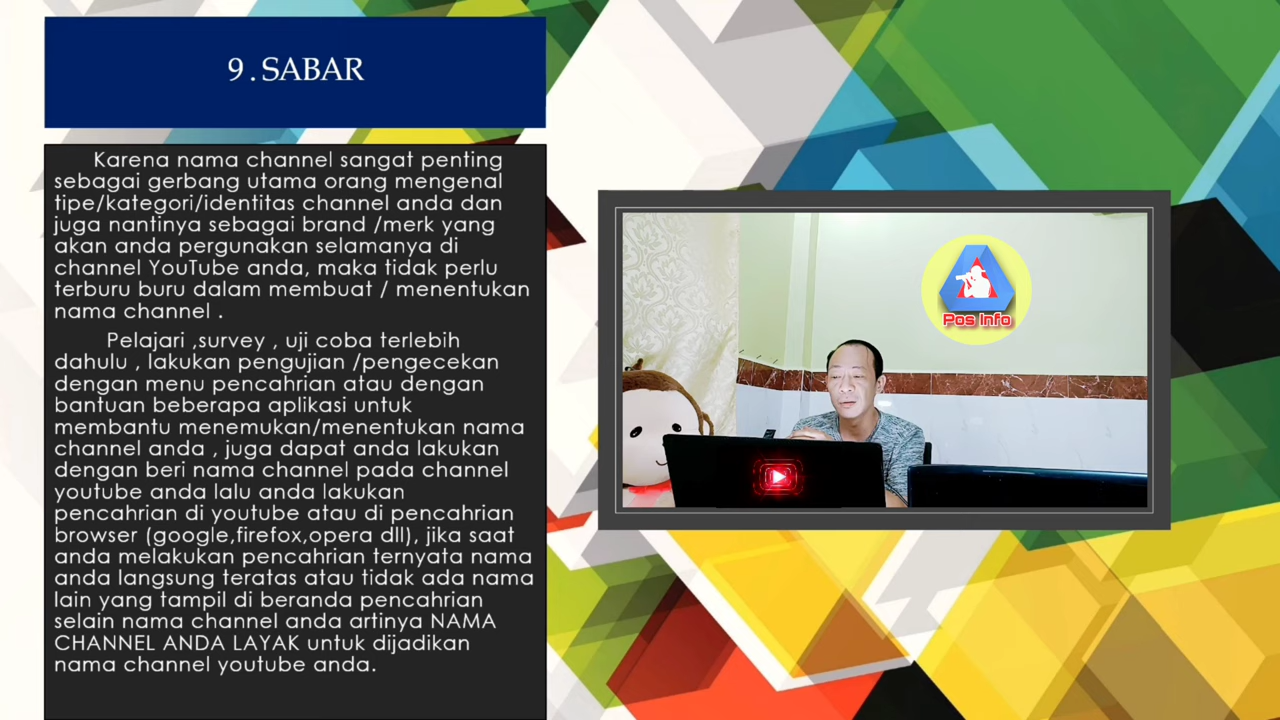 9.SABAR
Karena nama channel sangat penting
sebagai gerbang utama orang mengenal
tipe/kategori/identitas channel anda dan
juga nantinya sebagai brand /merk yang
akan anda pergunakan selamanya di
channel YouTube anda, maka tidak perlu
terburu buru dalam membuat / menentukan
nama channel .
Pelajari ,survey , uji coba terlebih
dahulu , lakukan pengujian /pengecekan
dengan menu pencahrian atau dengan
bantuan beberapa aplikasi untuk
membantu menemukan/menentukan nama
channel anda , juga dapat anda lakukan
dengan beri nama channel pada channel
youtube anda lalu anda lakukan
pencahrian di youtube atau di pencahrian
browser (google,firefox,opera dll), jika saat
anda melakukan pencahrian ternyata nama
anda langsung teratas atau tidak ada nama
lain yang tampil di beranda pencahrian
selain nama channel anda artinya NAMA
CHANNEL ANDA LAYAK untuk dijadikan
nama channel youtube anda.
Pos Info